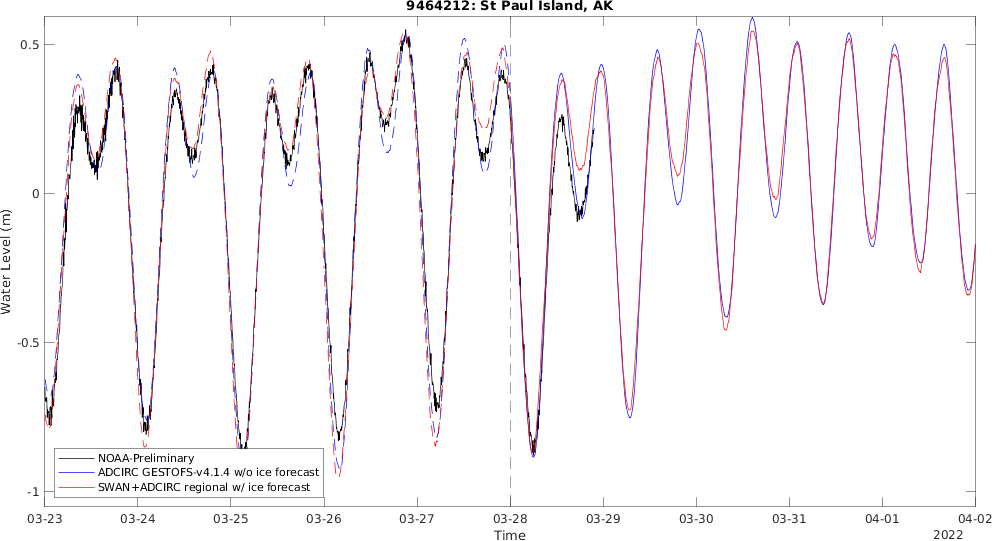 9464212: St Paul Island, AK
Water Level (m)
0.5
0
-0.5
-1
NOAA-Preliminary
ADCIRC GESTOFS-v4.1.4 w/o ice forecast
SWAN+ADCIRC regional w/ ice forecast
03-23 03-24 03-25 03-26 03-27 03-28 03-29 03-30 03-31 04-01 04-02
Time
2022